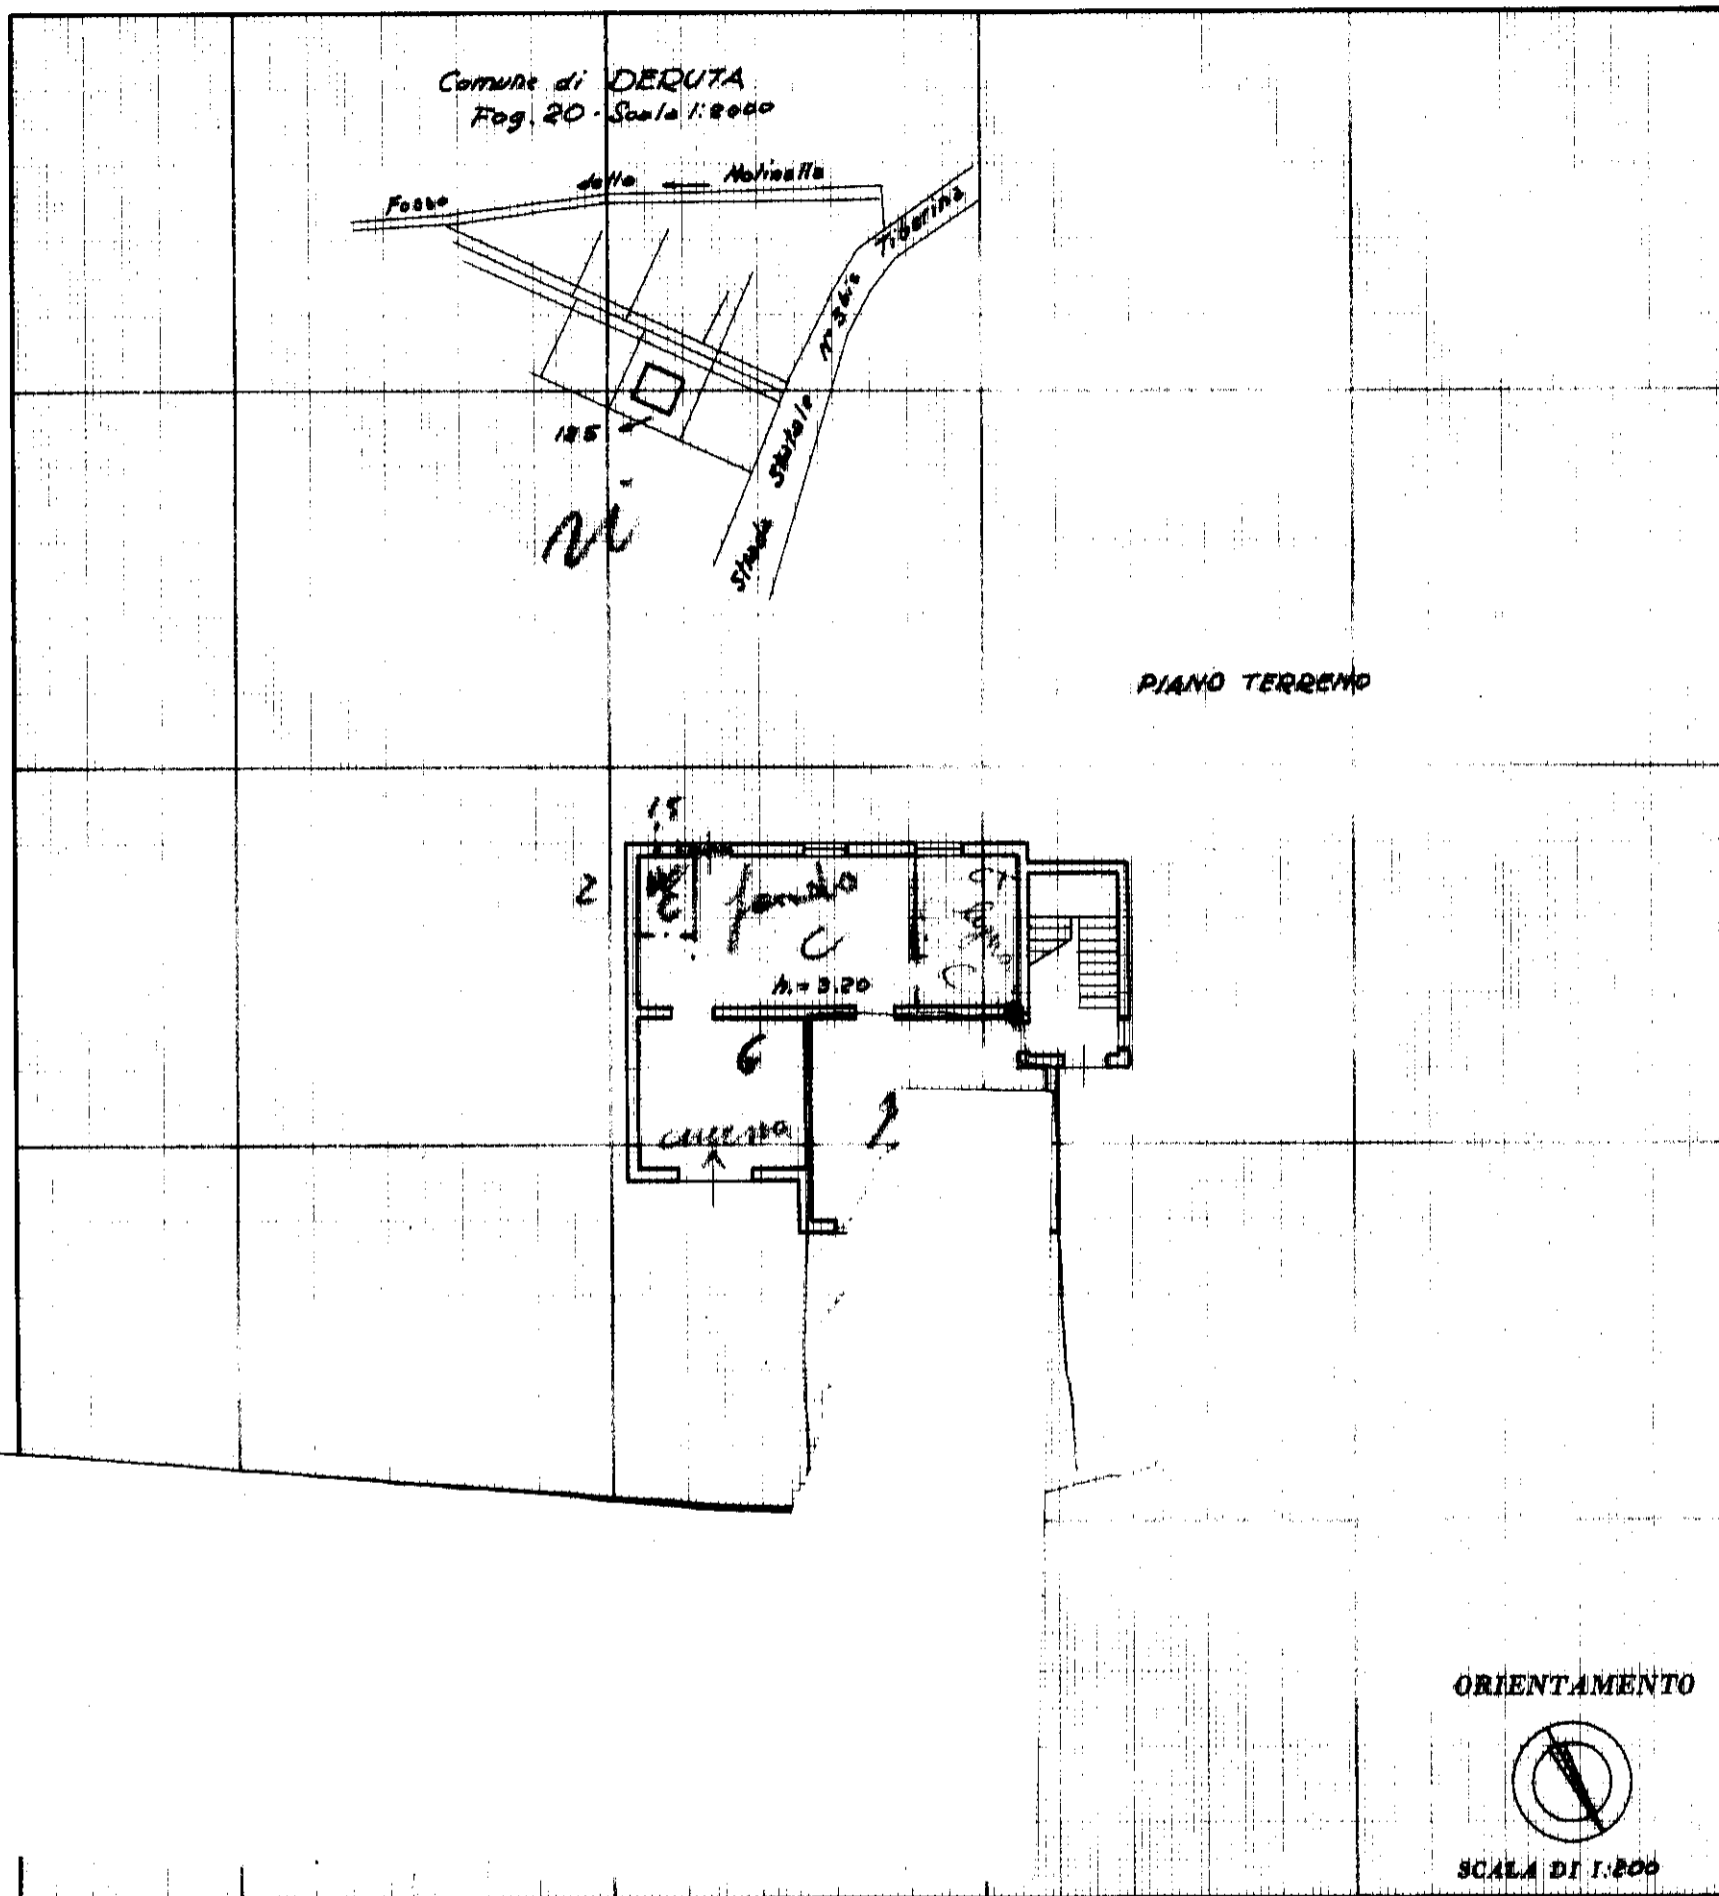 Comune di DERUTA
Fog. 20 - Scala 1:2000
Fosso della Molinella
Strada Statale n° 3 bis Tiberina
125
N
PIANO TERRENO
15
2
WC
fondo
C
C
h. = 3.20
6
cucina
1
ORIENTAMENTO
SCALA DI 1:200